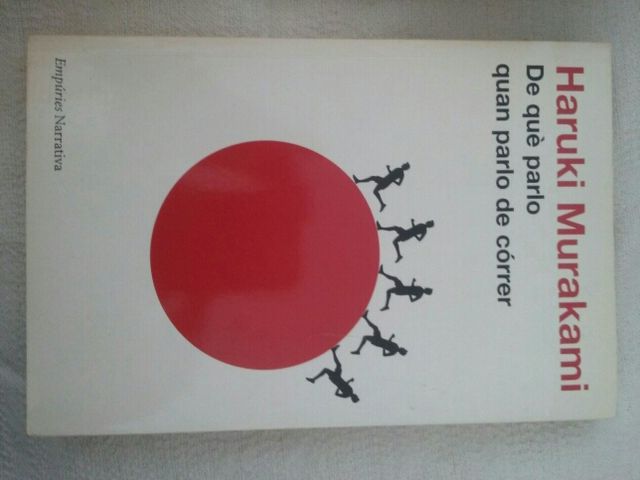 Haruki Murakami
De què parlo
quan parlo de córrer
Empúries Narrativa